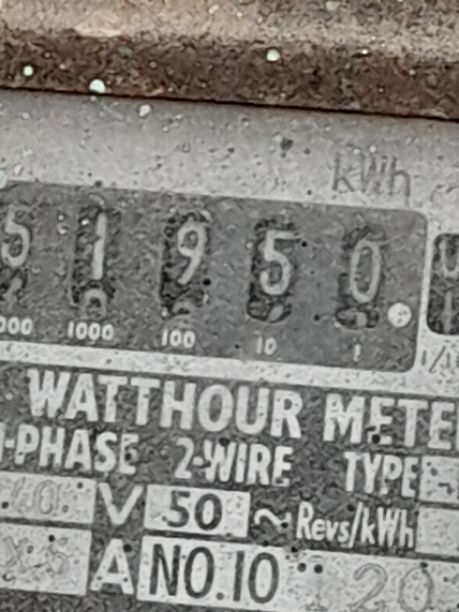 kWh
5 1 9 5 0
000 1000 100 10 1
WATTHOUR METE
-PHASE 2-WIRE TYPE
V 50 ~ Revs/kWh
A NO.10